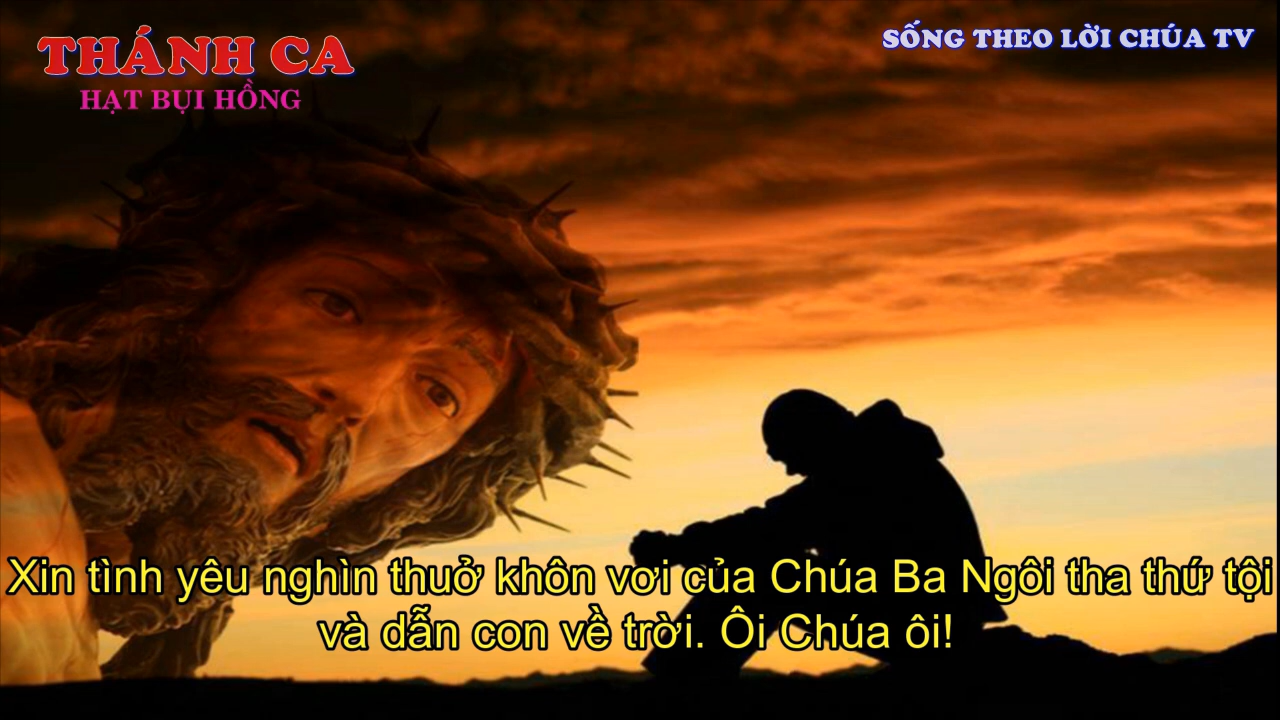 THÁNH CA
HẠT BỤI HỒNG
SỐNG THEO LỜI CHÚA TV
Xin tình yêu nghìn thuở khôn vơi của Chúa Ba Ngôi tha thứ tội
và dẫn con về trời. Ôi Chúa ôi!